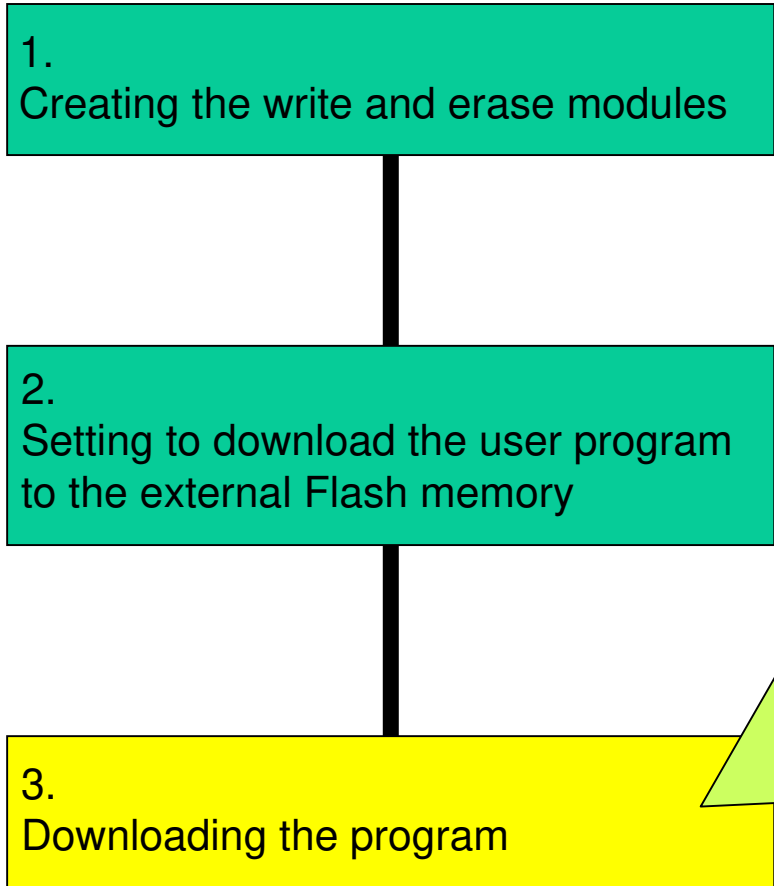 1.
Creating the write and erase modules
2.
Setting to download the user program
to the external Flash memory
3.
Downloading the program